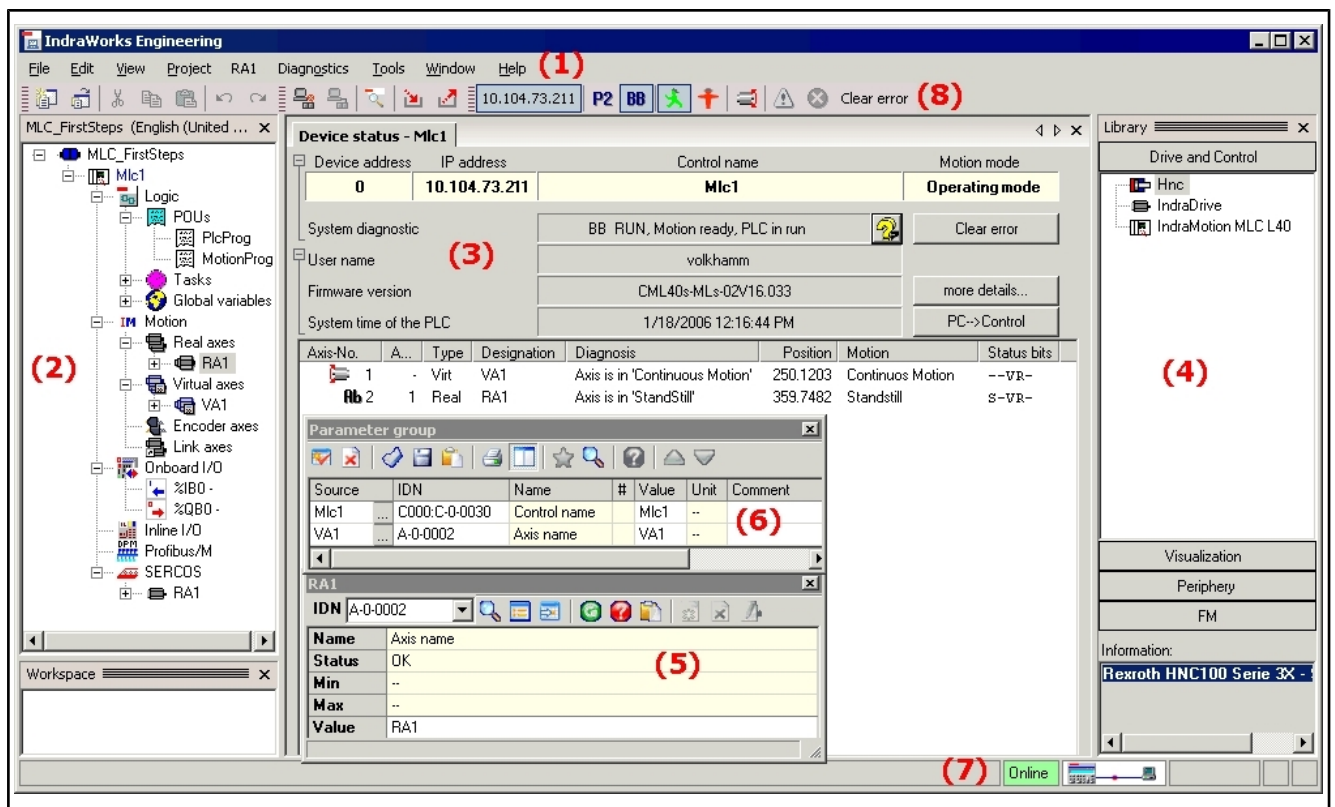 IndraWorks Engineering
File Edit View Project RA1 Diagnostics Tools Window Help (1)
10.104.73.211 P2 BB Clear error (8)
MLC_FirstSteps (English (United ...
MLC_FirstSteps
Mlc1
Logic
POUs
PlcProg
MotionProg
Tasks
Global variables
IM Motion
Real axes
RA1
(2)
Virtual axes
VA1
Encoder axes
Link axes
Onboard I/O
%IB0 -
%QB0 -
Inline I/O
DPM Profibus/M
SERCOS
RA1
Workspace
Device status - Mlc1
Device address IP address Control name Motion mode
0 10.104.73.211 Mlc1 Operating mode
System diagnostic BB RUN, Motion ready, PLC in run Clear error
(3)
User name volkhamm
Firmware version CML40s-MLs-02V16.033 more details...
System time of the PLC 1/18/2006 12:16:44 PM PC-->Control
Axis-No. A... Type Designation Diagnosis Position Motion Status bits
1 - Virt VA1 Axis is in 'Continuous Motion' 250.1203 Continuos Motion --VR-
Ab 2 1 Real RA1 Axis is in 'StandStill' 359.7482 Standstill S-VR-
Parameter group
Source IDN Name # Value Unit Comment
Mlc1 ... C000:C-0-0030 Control name Mlc1 --
(6)
VA1 ... A-0-0002 Axis name VA1 --
RA1
IDN A-0-0002
Name Axis name
Status OK
(5)
Min --
Max --
Value RA1
Library
Drive and Control
Hnc
IndraDrive
IndraMotion MLC L40
(4)
Visualization
Periphery
FM
Information:
Rexroth HNC100 Serie 3X -
(7) Online